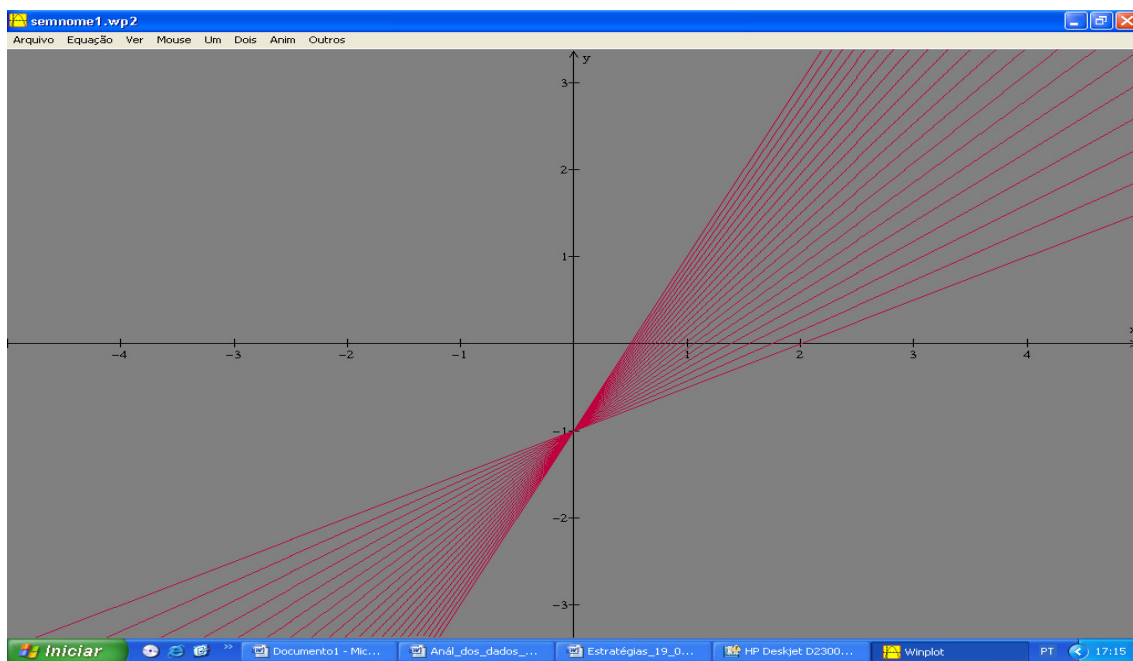 semnome1.wp2
Arquivo Equação Ver Mouse Um Dois Anim Outros
y
3
2
1
-4 -3 -2 -1 1 2 3 4 x
-1
-2
-3
Iniciar » Documento1 - Mic... Anál_dos_dados_... Estratégias_19_0... HP Deskjet D2300... Winplot PT 17:15